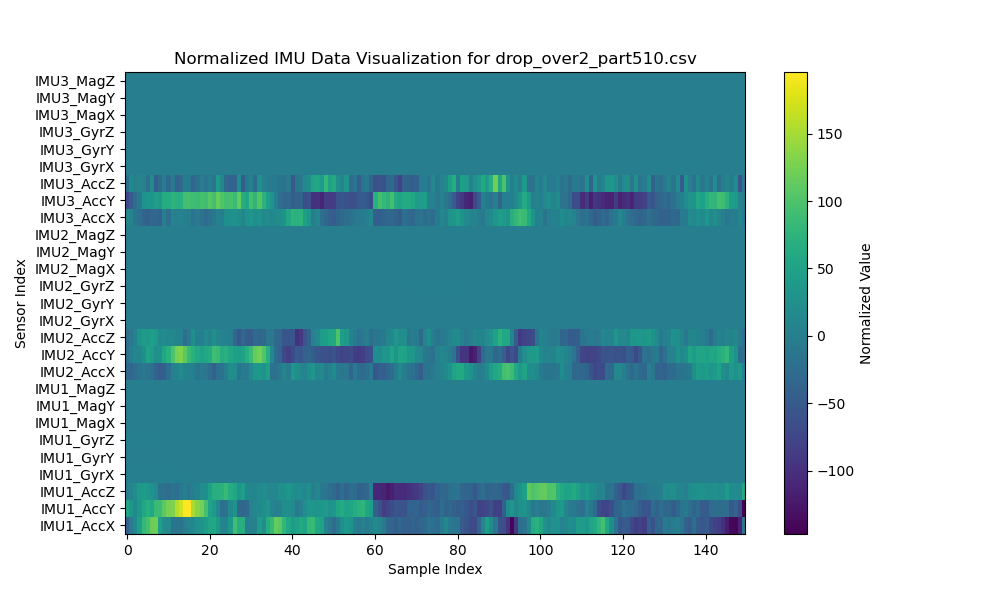 Normalized IMU Data Visualization for drop_over2_part510.csv
IMU3_MagZ
IMU3_MagY
IMU3_MagX
IMU3_GyrZ
IMU3_GyrY
IMU3_GyrX
IMU3_AccZ
IMU3_AccY
IMU3_AccX
IMU2_MagZ
IMU2_MagY
IMU2_MagX
IMU2_GyrZ
IMU2_GyrY
IMU2_GyrX
IMU2_AccZ
IMU2_AccY
IMU2_AccX
IMU1_MagZ
IMU1_MagY
IMU1_MagX
IMU1_GyrZ
IMU1_GyrY
IMU1_GyrX
IMU1_AccZ
IMU1_AccY
IMU1_AccX
Sensor Index
0 20 40 60 80 100 120 140
Sample Index
150
100
50
0
−50
−100
Normalized Value